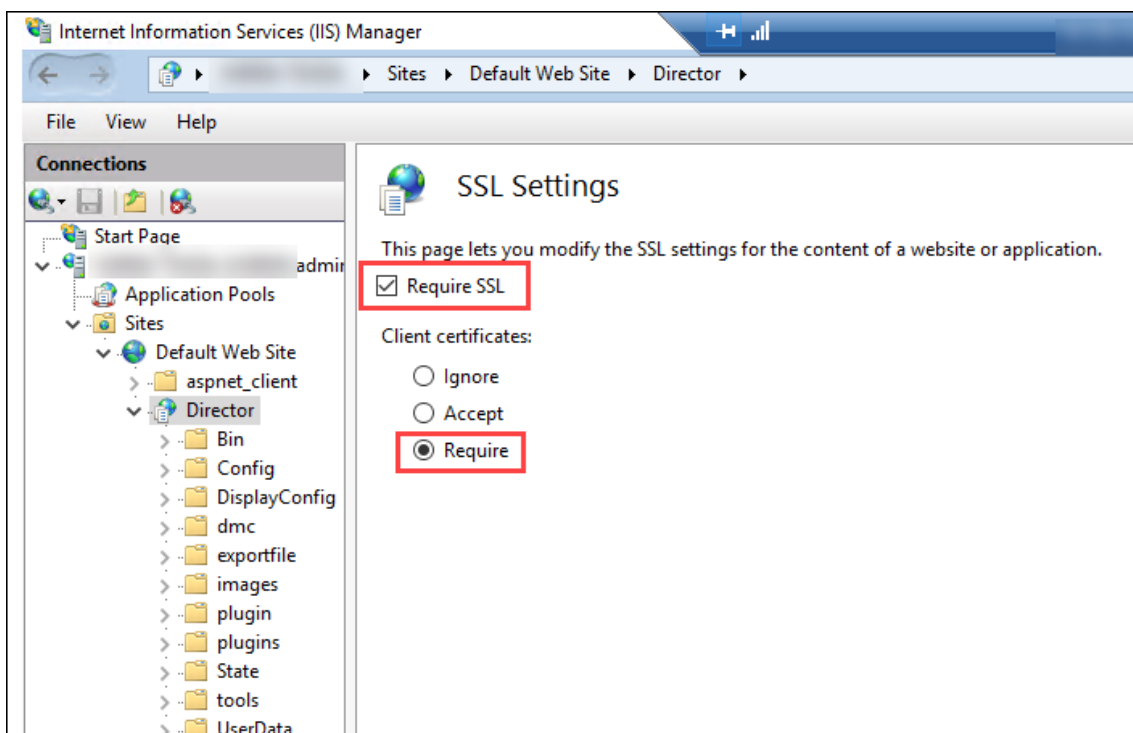 Internet Information Services (IIS) Manager
Sites Default Web Site Director
File View Help
Connections
Start Page
admin
Application Pools
Sites
Default Web Site
aspnet_client
Director
Bin
Config
DisplayConfig
dmc
exportfile
images
plugin
plugins
State
tools
UserData
SSL Settings
This page lets you modify the SSL settings for the content of a website or application.
Require SSL
Client certificates:
Ignore
Accept
Require